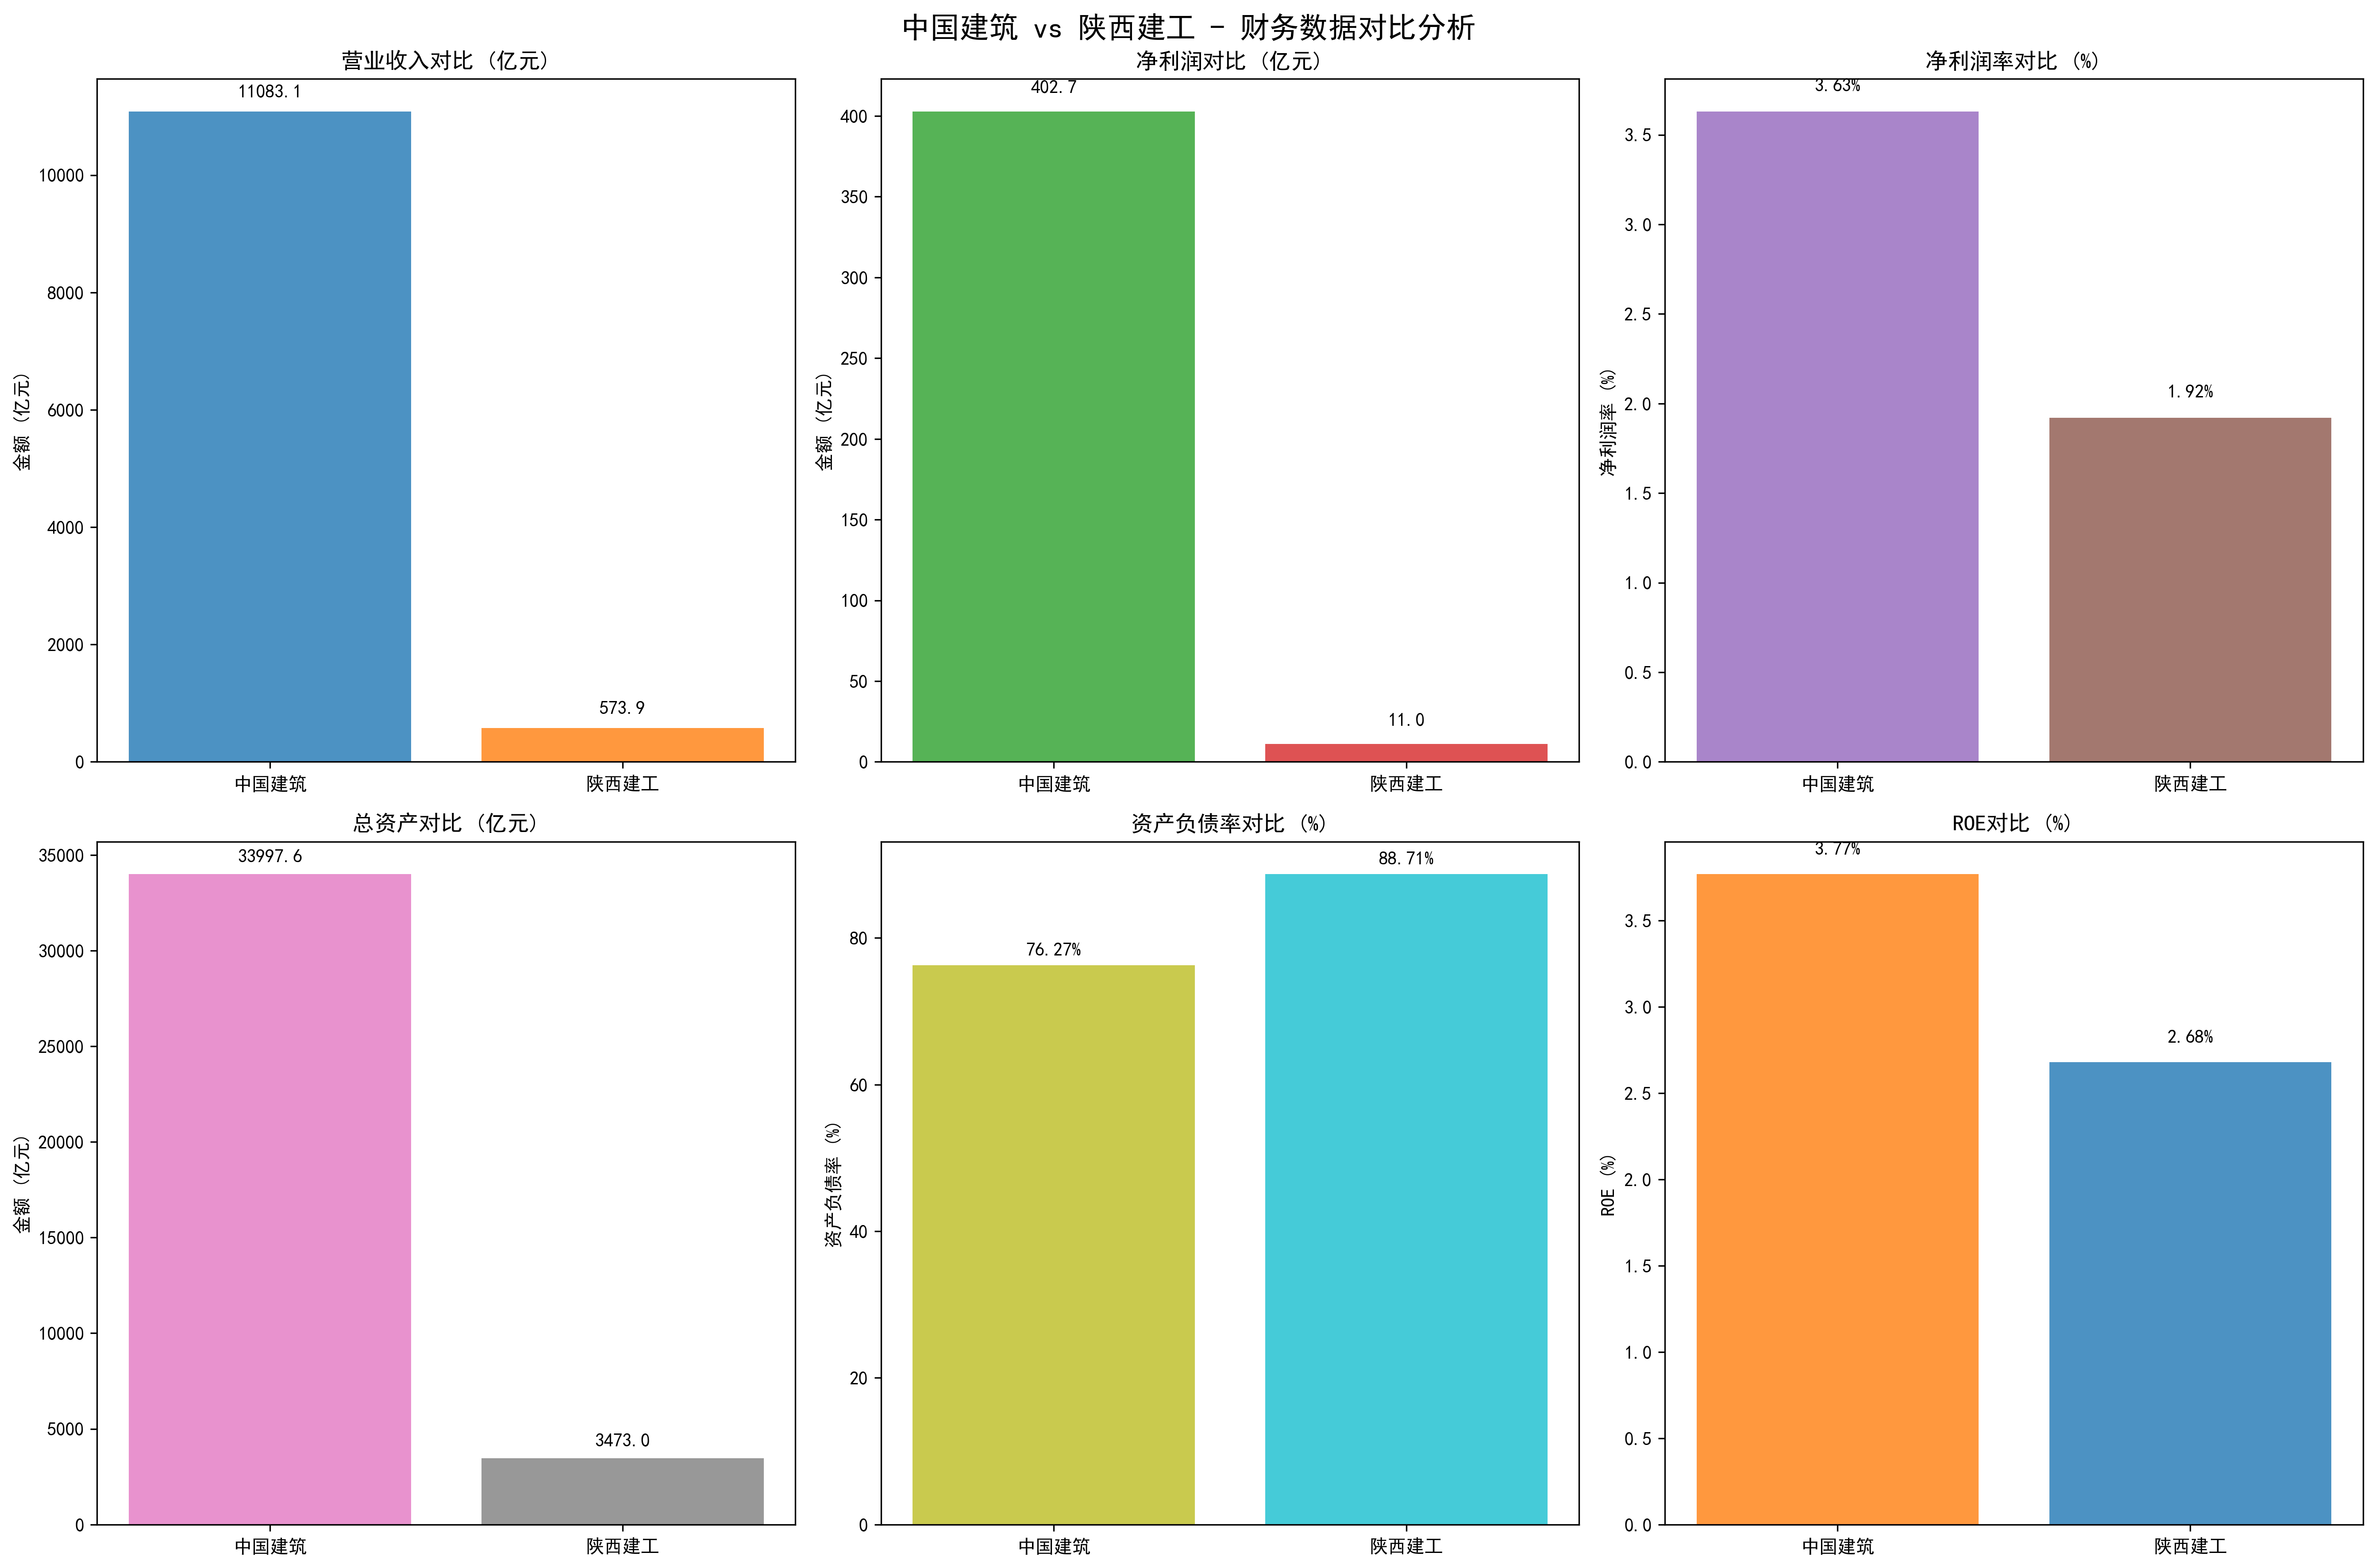 中国建筑 vs 陕西建工 - 财务数据对比分析
营业收入对比 (亿元)
金额 (亿元)
10000
8000
6000
4000
2000
0
11083.1
573.9
中国建筑
陕西建工
净利润对比 (亿元)
金额 (亿元)
400
350
300
250
200
150
100
50
0
402.7
11.0
中国建筑
陕西建工
净利润率对比 (%)
净利润率 (%)
3.5
3.0
2.5
2.0
1.5
1.0
0.5
0.0
3.63%
1.92%
中国建筑
陕西建工
总资产对比 (亿元)
金额 (亿元)
35000
30000
25000
20000
15000
10000
5000
0
33997.6
3473.0
中国建筑
陕西建工
资产负债率对比 (%)
资产负债率 (%)
80
60
40
20
0
76.27%
88.71%
中国建筑
陕西建工
ROE对比 (%)
ROE (%)
3.5
3.0
2.5
2.0
1.5
1.0
0.5
0.0
3.77%
2.68%
中国建筑
陕西建工